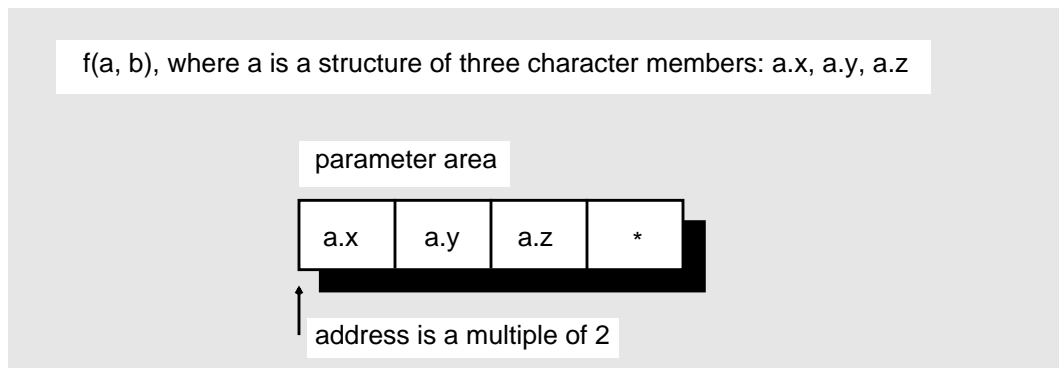 f(a, b), where a is a structure of three character members: a.x, a.y, a.z
parameter area
a.x a.y a.z *
address is a multiple of 2